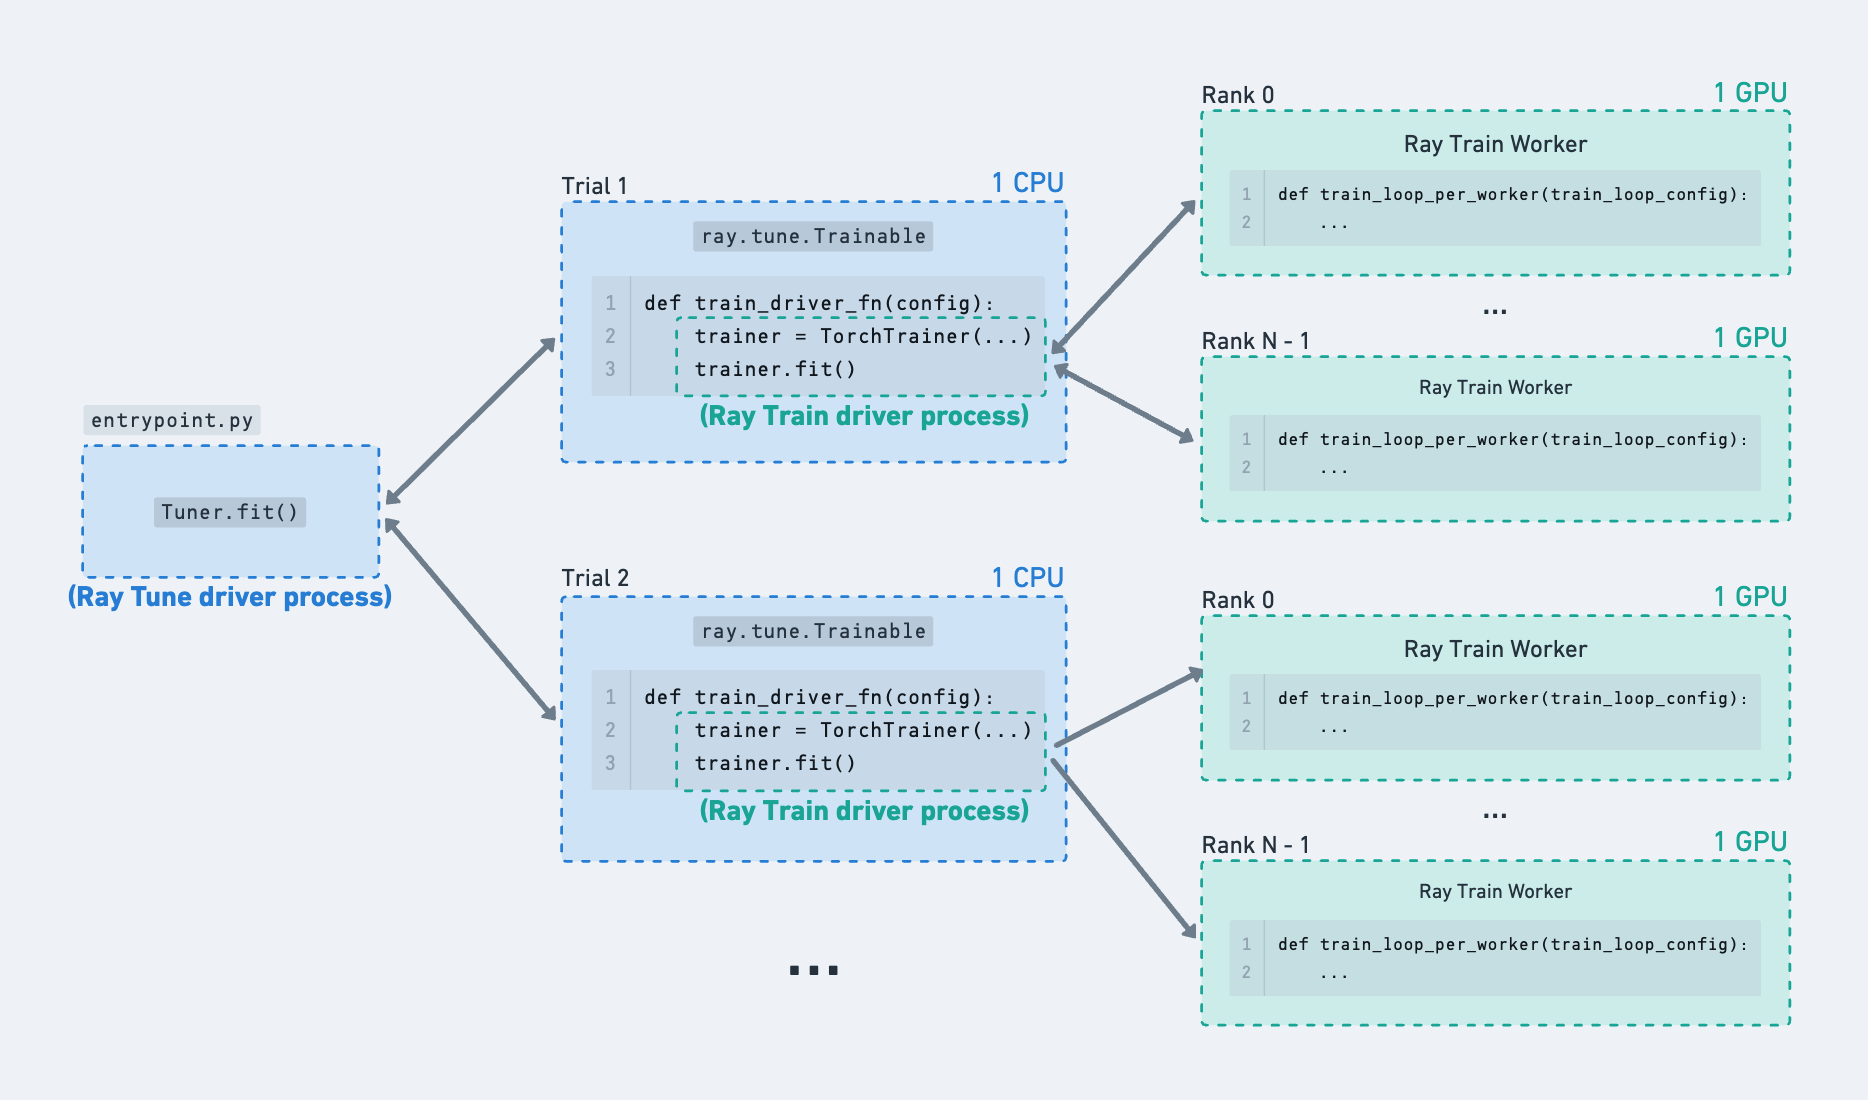 entrypoint.py
Tuner.fit()
(Ray Tune driver process)
Trial 1
1 CPU
ray.tune.Trainable
1 def train_driver_fn(config):
2 trainer = TorchTrainer(...)
3 trainer.fit()
(Ray Train driver process)
Trial 2
1 CPU
ray.tune.Trainable
1 def train_driver_fn(config):
2 trainer = TorchTrainer(...)
3 trainer.fit()
(Ray Train driver process)
...
Rank 0
1 GPU
Ray Train Worker
1 def train_loop_per_worker(train_loop_config):
2 ...
...
Rank N - 1
1 GPU
Ray Train Worker
1 def train_loop_per_worker(train_loop_config):
2 ...
Rank 0
1 GPU
Ray Train Worker
1 def train_loop_per_worker(train_loop_config):
2 ...
...
Rank N - 1
1 GPU
Ray Train Worker
1 def train_loop_per_worker(train_loop_config):
2 ...